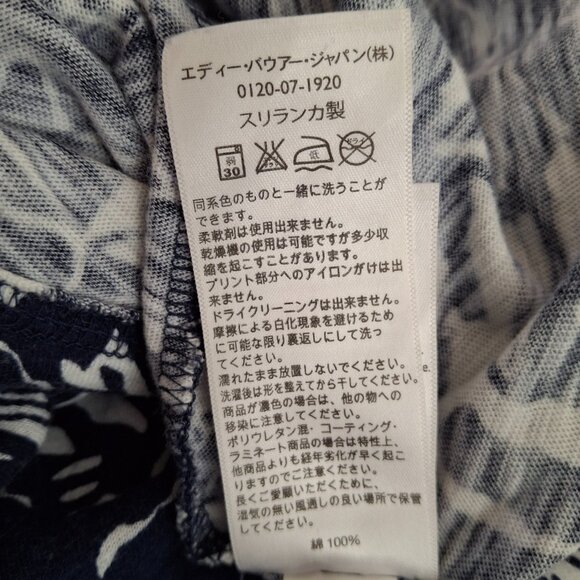 エディー・バウアー・ジャパン(株)
0120-07-1920
スリランカ製
弱
30
低
ドライ
同系色のものと一緒に洗うことが
できます。
柔軟剤は使用出来ません。
乾燥機の使用は可能ですが多少収
縮を起こすことがあります。
プリント部分へのアイロンがけは出
来ません。
ドライクリーニングは出来ません。
摩擦による白化現象を避けるため
に可能な限り裏返しにして洗っ
てください。
濡れたまま放置しないでください。
洗濯後は形を整えてから干してください。
商品が濃色の場合は、他の物への
移染に注意してください。
ポリウレタン混・コーティング・
ラミネート商品の場合は特性上、
他商品よりも経年劣化が早く起こ
りますのでご注意ください。
長くご愛顧いただくために、
湿気の無い風通しの良い場所で保管
してください。
綿 100%
e.